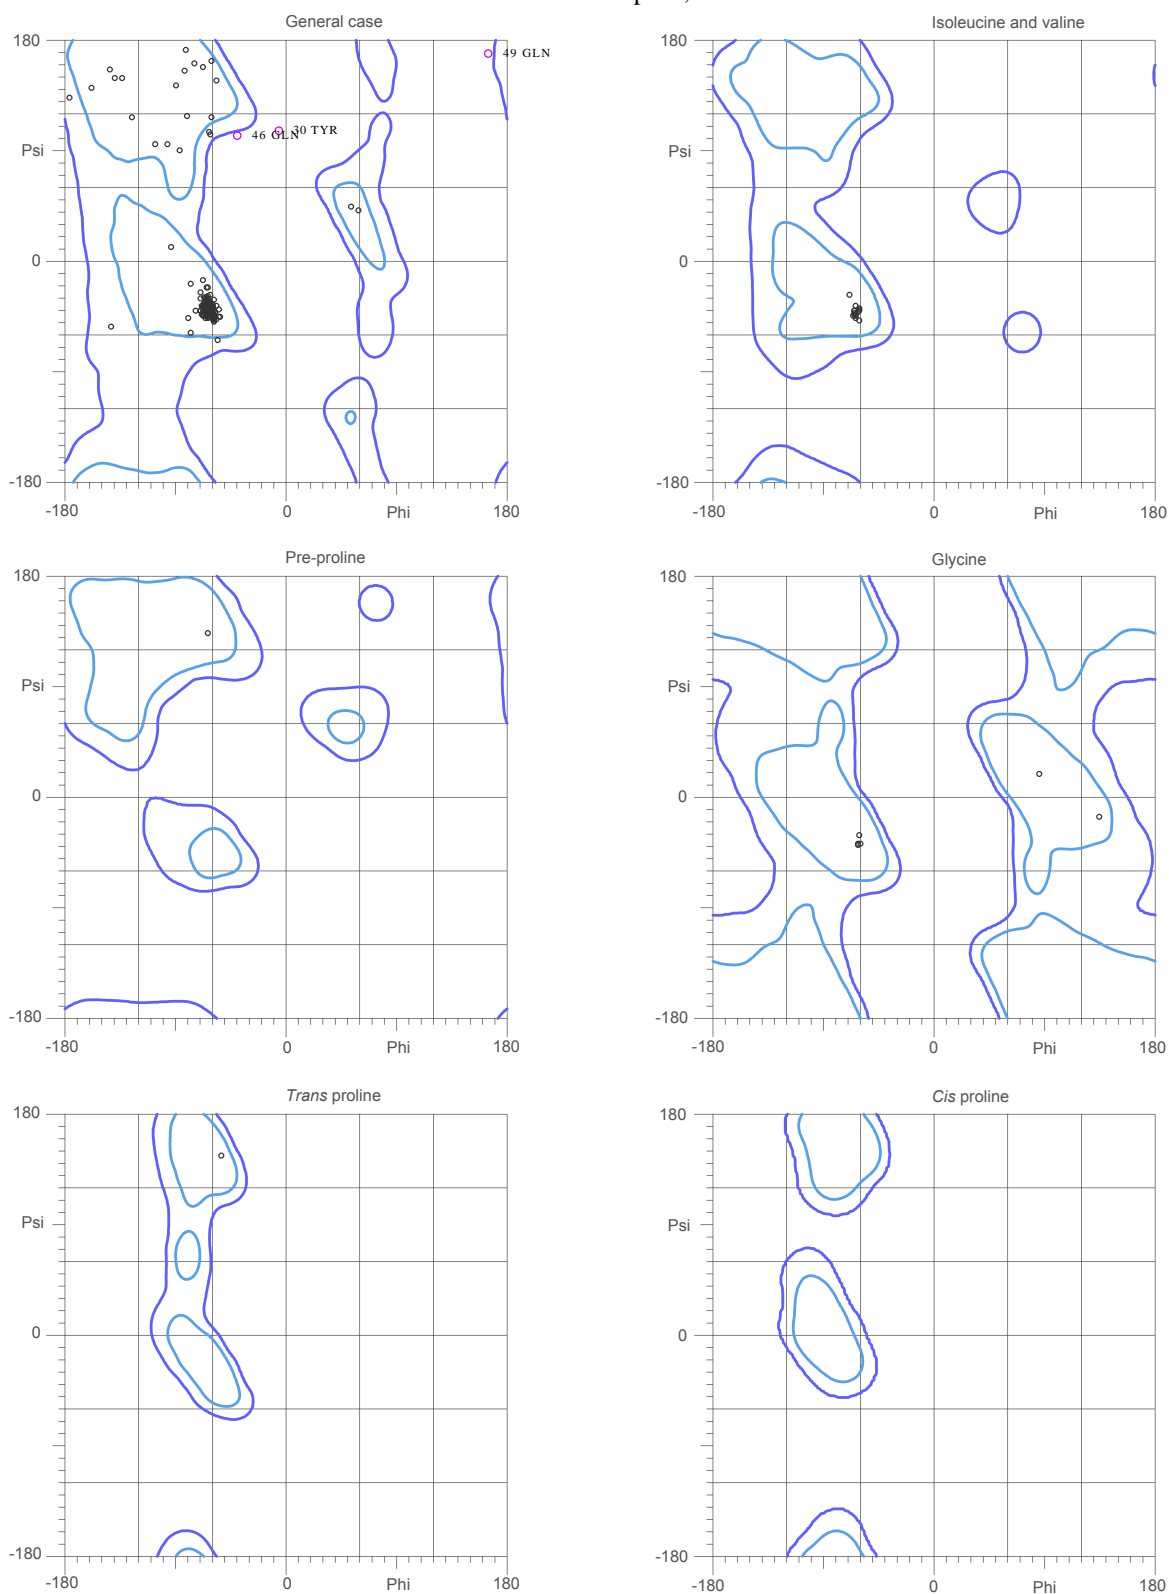 General case
Isoleucine and valine
180
49 GLN
46 GLN
30 TYR
Psi
0
-180
-180
0
Phi
180
180
Psi
0
-180
-180
0
Phi
180
Pre-proline
Glycine
180
Psi
0
-180
-180
0
Phi
180
180
Psi
0
-180
-180
0
Phi
180
Trans proline
Cis proline
180
Psi
0
-180
-180
0
Phi
180
180
Psi
0
-180
-180
0
Phi
180